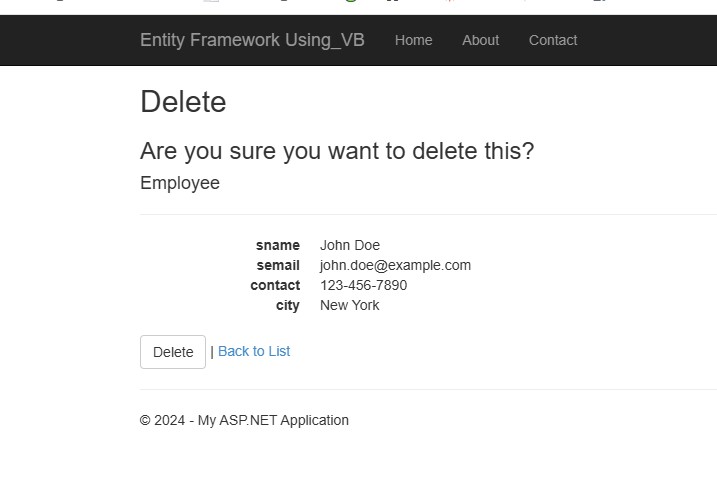 Entity Framework Using_VB Home About Contact
Delete
Are you sure you want to delete this?
Employee
sname John Doe
semail john.doe@example.com
contact 123-456-7890
city New York
Delete | Back to List
© 2024 - My ASP.NET Application